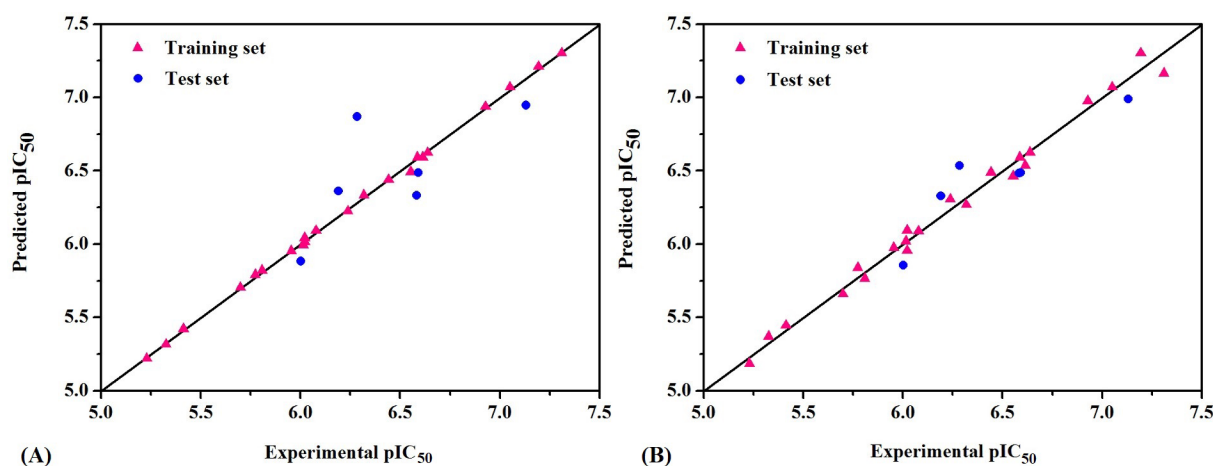 7.5
7.0
6.5
6.0
5.5
5.0
Predicted pIC50
Training set
Test set
5.0 5.5 6.0 6.5 7.0 7.5
(A) Experimental pIC50
7.5
7.0
6.5
6.0
5.5
5.0
Predicted pIC50
Training set
Test set
5.0 5.5 6.0 6.5 7.0 7.5
(B) Experimental pIC50